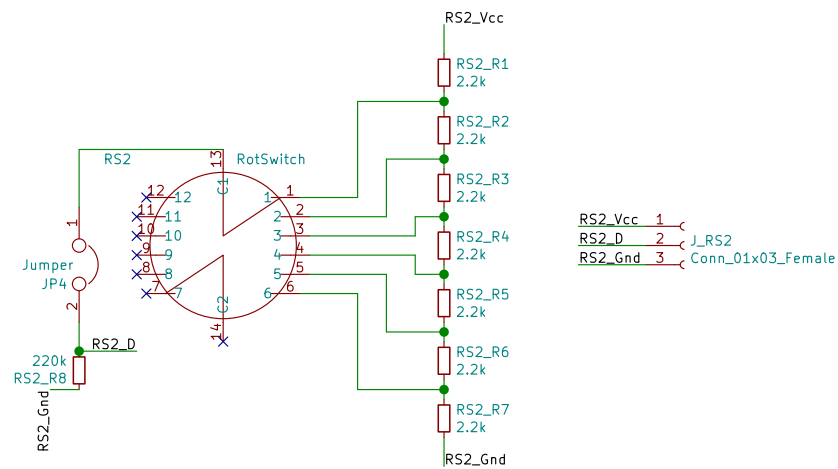 RS2_Vcc
RS2_R1
2.2k
RS2_R2
2.2k
RS2_R3
2.2k
RS2_R4
2.2k
RS2_R5
2.2k
RS2_R6
2.2k
RS2_R7
2.2k
RS2_Gnd
RS2
RotSwitch
13
C1
12 12
11 11
10 10
9 9
8 8
7 7
1 1
2 2
3 3
4 4
5 5
6 6
C2
14
1
Jumper
JP4
2
RS2_D
220k
RS2_R8
RS2_Gnd
RS2_Vcc 1
RS2_D 2
RS2_Gnd 3
J_RS2
Conn_01x03_Female